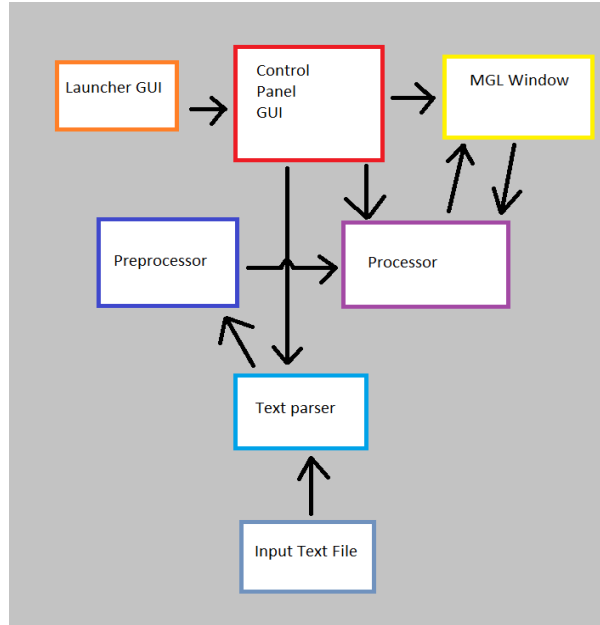 Launcher GUI
Control
Panel
GUI
MGL Window
Preprocessor
Processor
Text parser
Input Text File